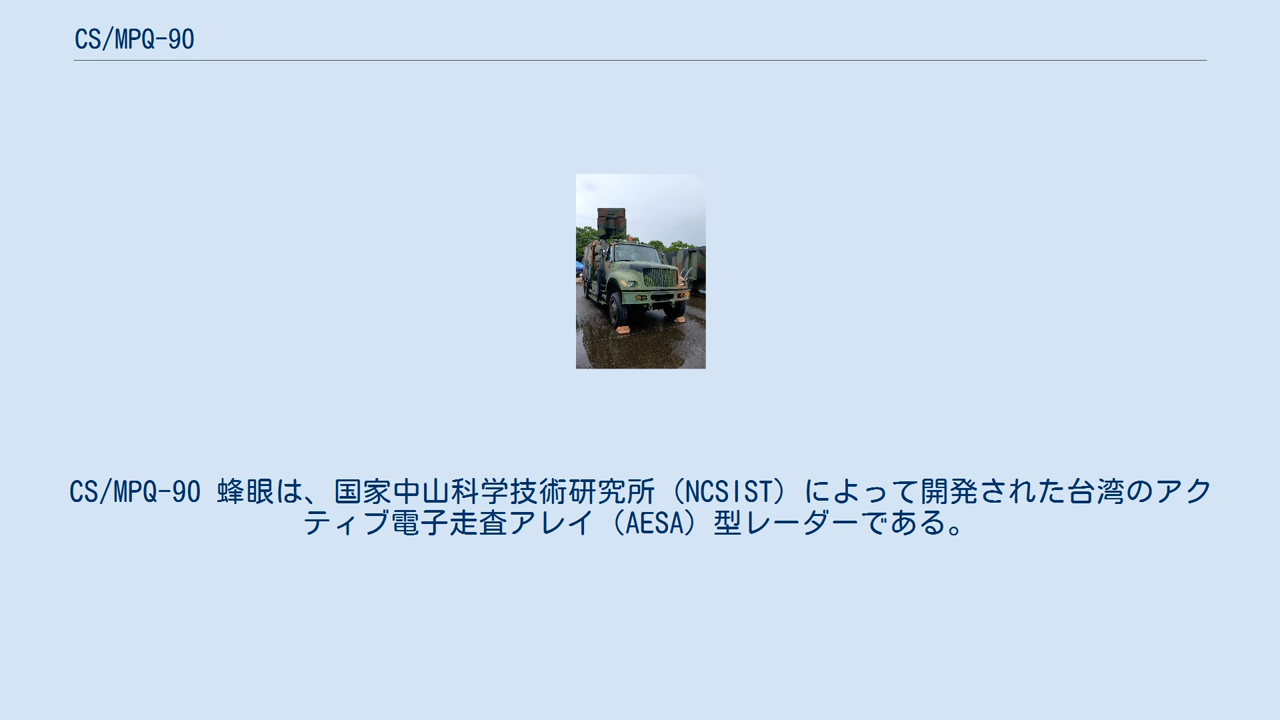 CS/MPQ-90
CS/MPQ-90 蜂眼は、国家中山科学技術研究所（NCSIST）によって開発された台湾のアク
ティブ電子走査アレイ（AESA）型レーダーである。